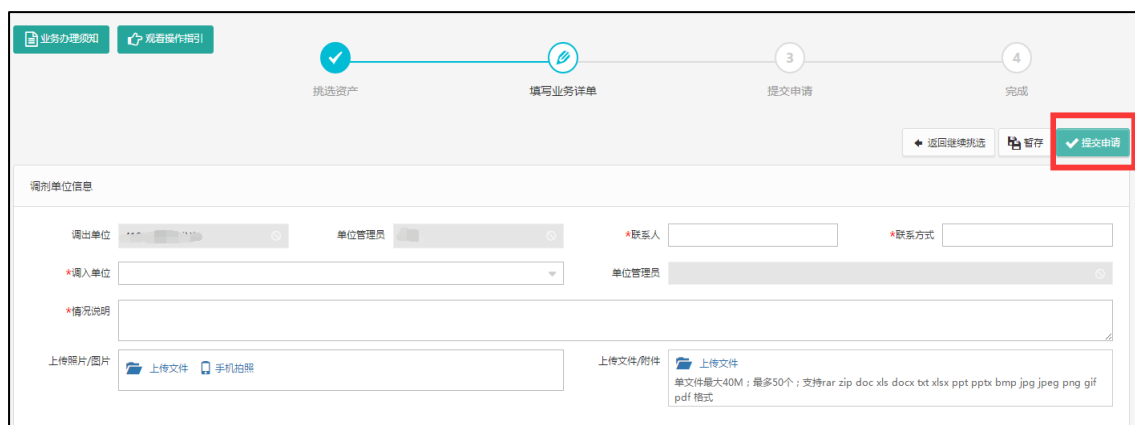 业务办理须知
观看操作指引
3
4
挑选资产
填写业务详单
提交申请
完成
返回继续挑选
暂存
提交申请
调剂单位信息
调出单位
单位管理员
*联系人
*联系方式
*调入单位
单位管理员
*情况说明
上传照片/图片
上传文件
手机拍照
上传文件/附件
上传文件
单文件最大40M；最多50个；支持rar zip doc xls docx txt xlsx ppt pptx bmp jpg jpeg png gif
pdf 格式